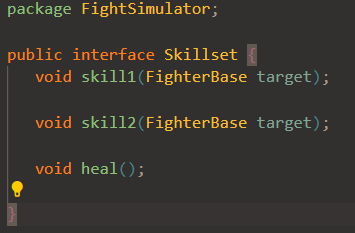 package FightSimulator;
public interface Skillset {
void skill1(FighterBase target);
void skill2(FighterBase target);
void heal();
}